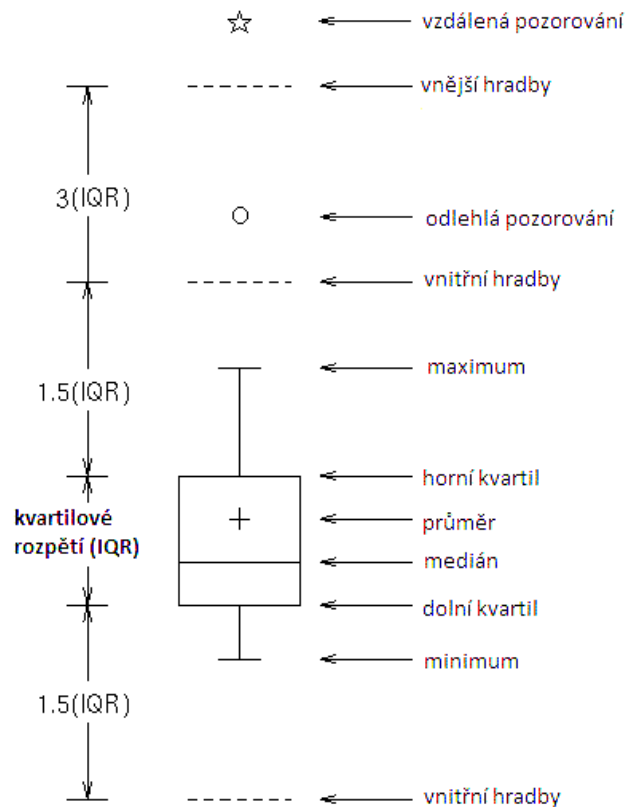 vzdálená pozorování
vnější hradby
3(IQR)
odlehlá pozorování
vnitřní hradby
maximum
1.5(IQR)
horní kvartil
kvartilové
rozpětí (IQR)
průměr
medián
dolní kvartil
minimum
1.5(IQR)
vnitřní hradby